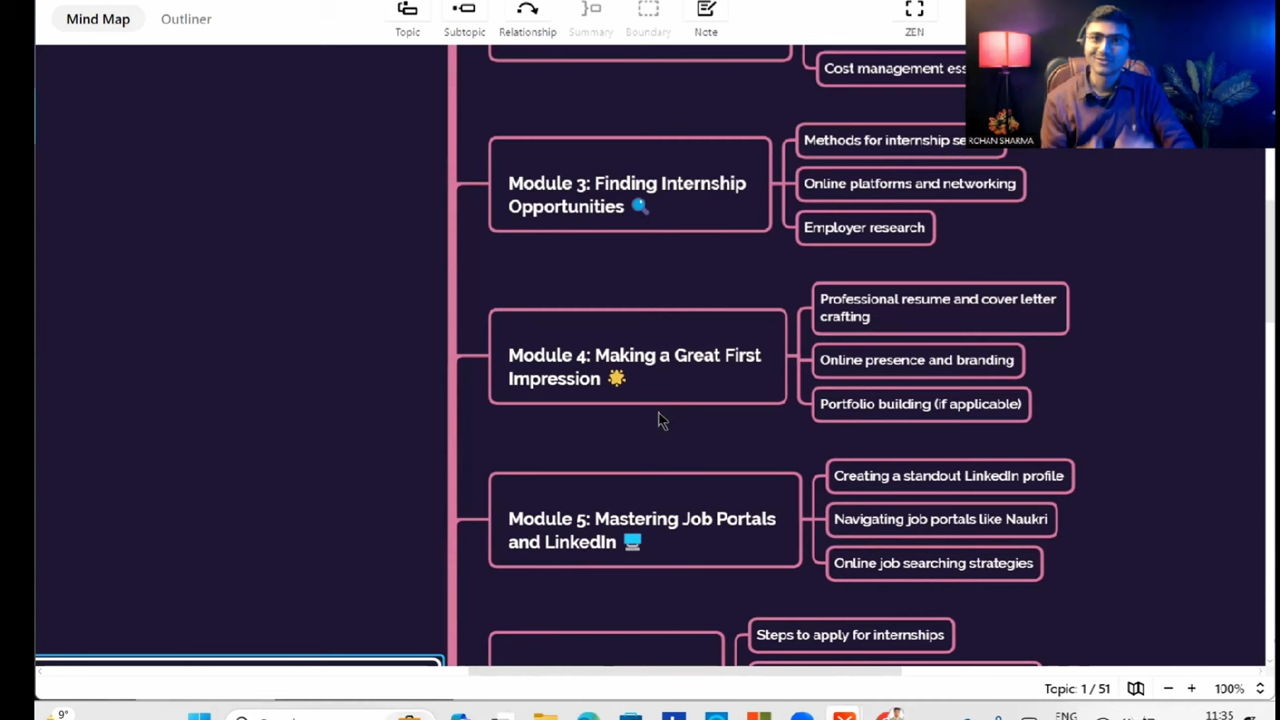 Mind Map
Outliner
Topic
Subtopic
Relationship
Summary
Boundary
Note
ZEN
Cost management
Methods for internship
RCHAN SHARMA
Module 3: Finding Internship
Opportunities
Online platforms and networking
Employer research
Professional resume and cover letter
crafting
Module 4: Making a Great First
Impression
Online presence and branding
Portfolio building (if applicable)
Creating a standout LinkedIn profile
Module 5: Mastering Job Portals
and LinkedIn
Navigating job portals like Naukri
Online job searching strategies
Steps to apply for internships
Topic: 1 / 51
100%
9°
ENG
11:35